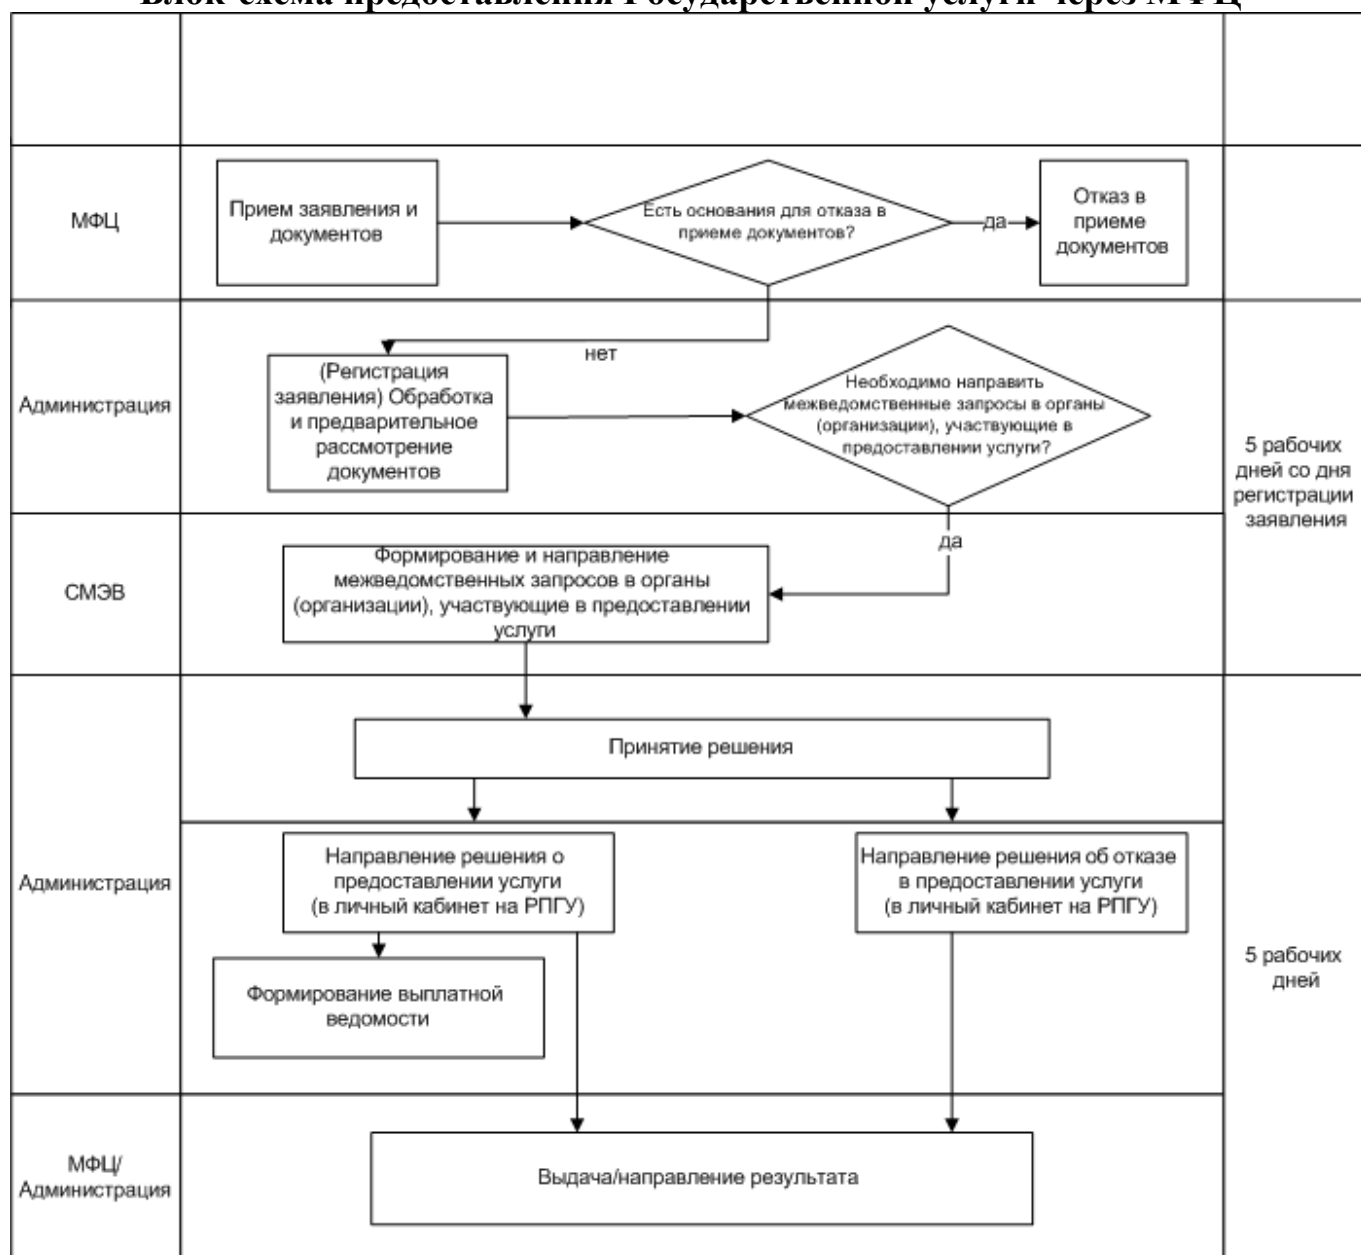 Блок-схема предоставления Государственной услуги через МФЦ
МФЦ
Прием заявления и
документов
Есть основания для отказа в
приеме документов?
да
Отказ в
приеме
документов
нет
Администрация
(Регистрация
заявления) Обработка
и предварительное
рассмотрение
документов
Необходимо направить
межведомственные запросы в органы
(организации), участвующие в
предоставлении услуги?
5 рабочих
дней со дня
регистрации
заявления
да
СМЭВ
Формирование и направление
межведомственных запросов в органы
(организации), участвующие в предоставлении
услуги
Принятие решения
Администрация
Направление решения о
предоставлении услуги
(в личный кабинет на РПГУ)
Направление решения об отказе
в предоставлении услуги
(в личный кабинет на РПГУ)
Формирование выплатной
ведомости
5 рабочих
дней
МФЦ/
Администрация
Выдача/направление результата